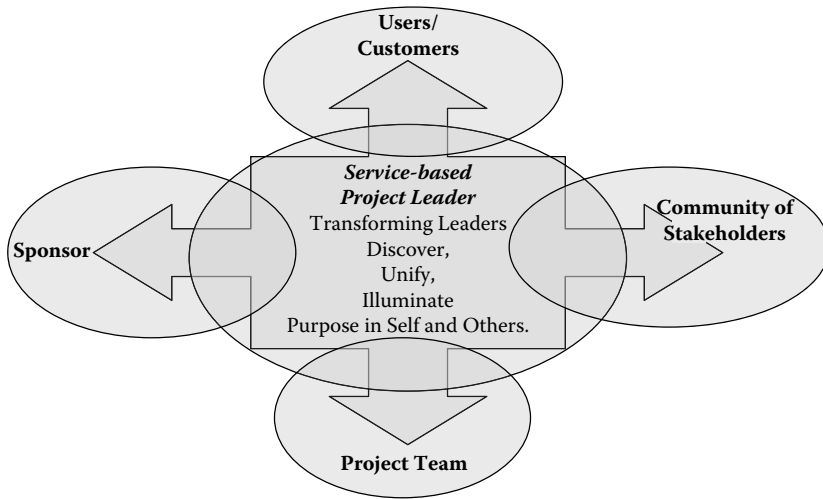 Users/
Customers
Service-based
Project Leader
Transforming Leaders
Discover,
Unify,
Illuminate
Purpose in Self and Others.
Sponsor
Community of
Stakeholders
Project Team